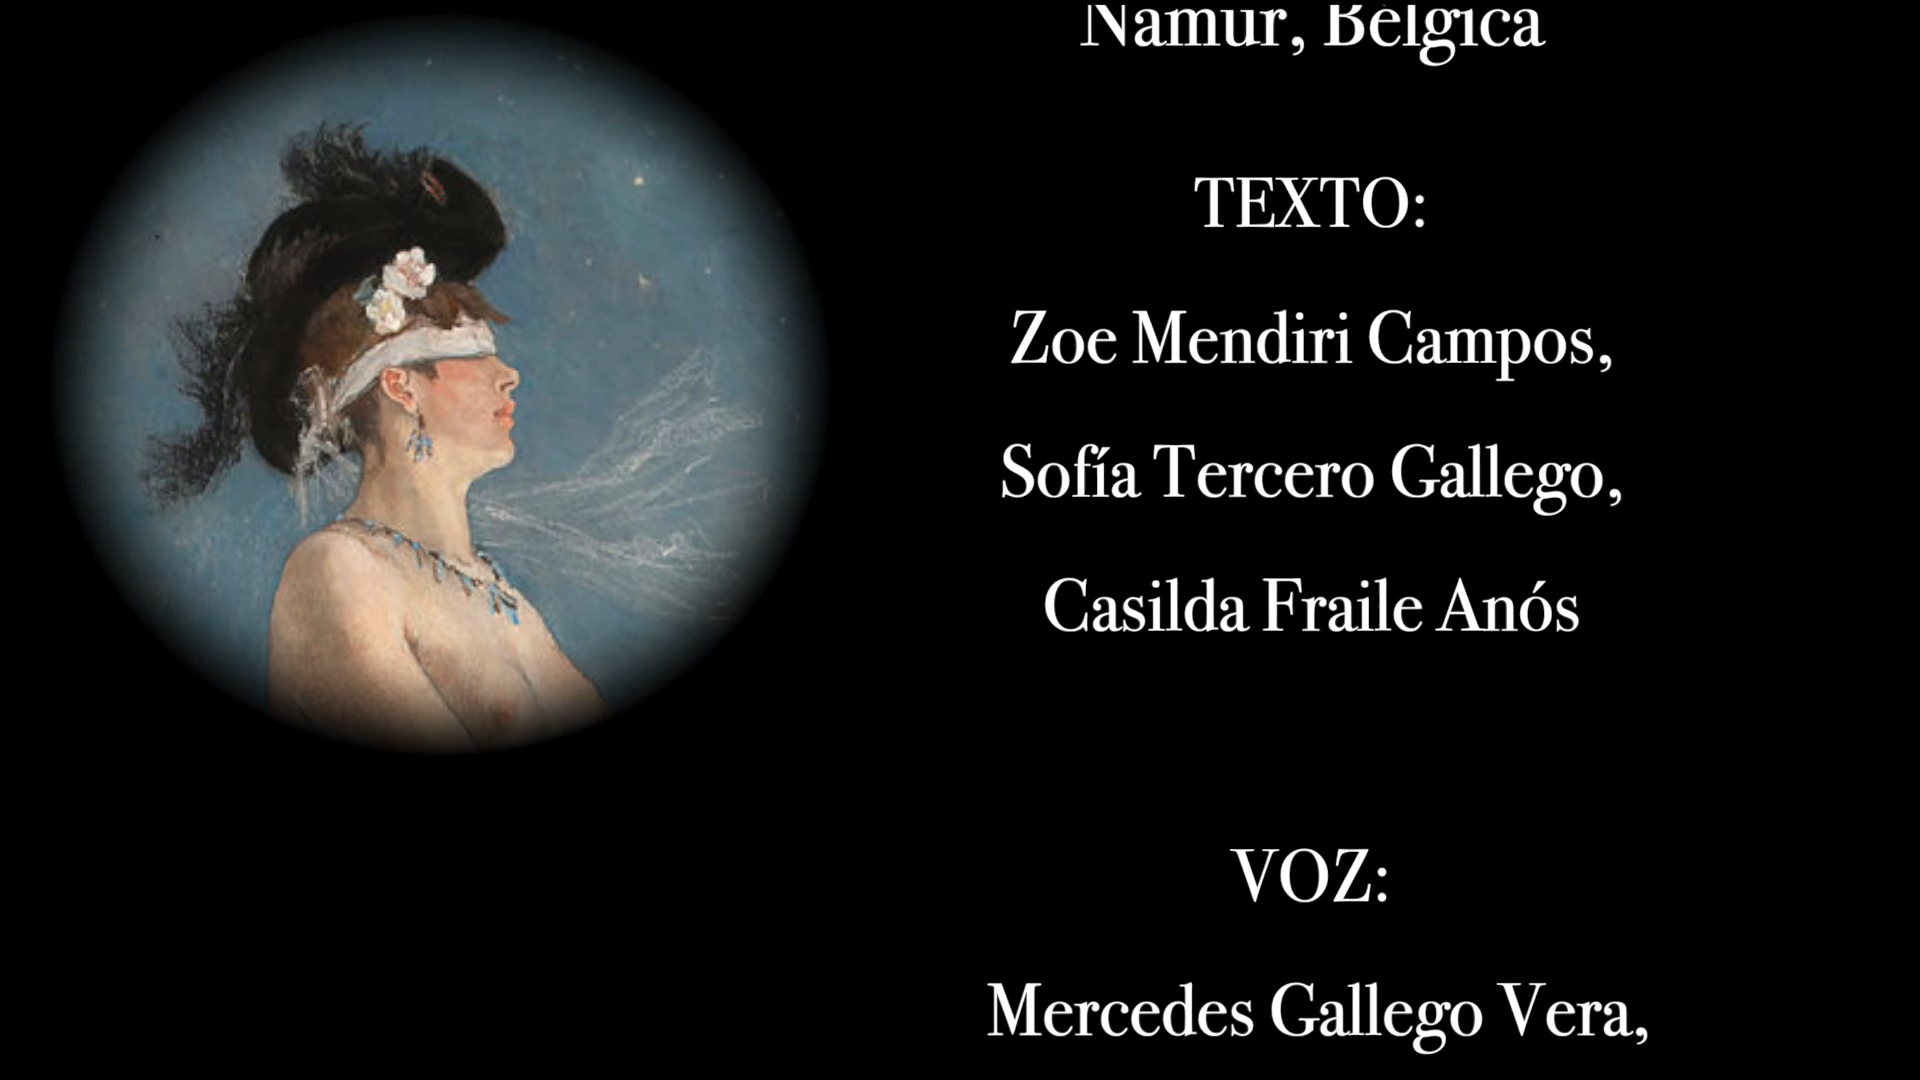 Namur, Bélgica
TEXTO:
Zoe Mendiri Campos,
Sofía Tercero Gallego,
Casilda Fraile Anós
VOZ:
Mercedes Gallego Vera,